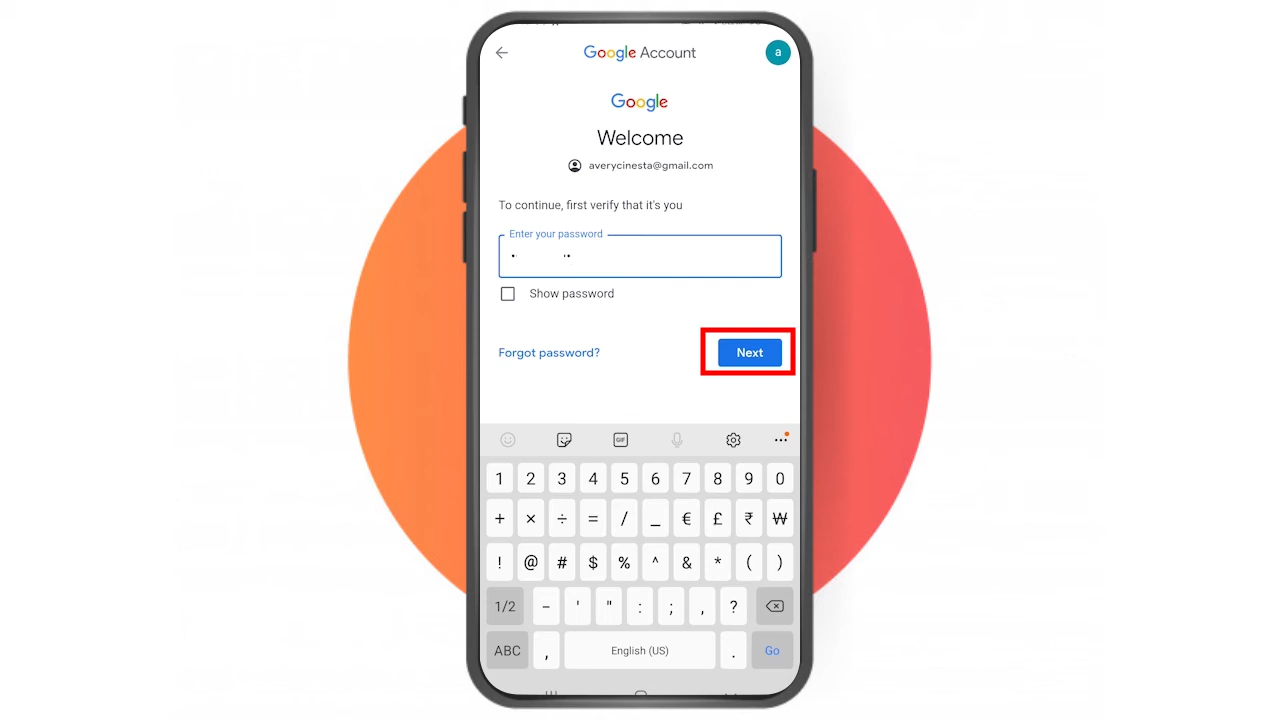 Google Account
a
Google
Welcome
averycinesta@gmail.com
To continue, first verify that it's you
Enter your password
Show password
Forgot password?
Next
GIF
1 2 3 4 5 6 7 8 9 0
+ × ÷ = / _ € £ ₹ ₩
! @ # $ % ^ & * ( )
1/2 - ' " : ; , ?
ABC , English (US) . Go